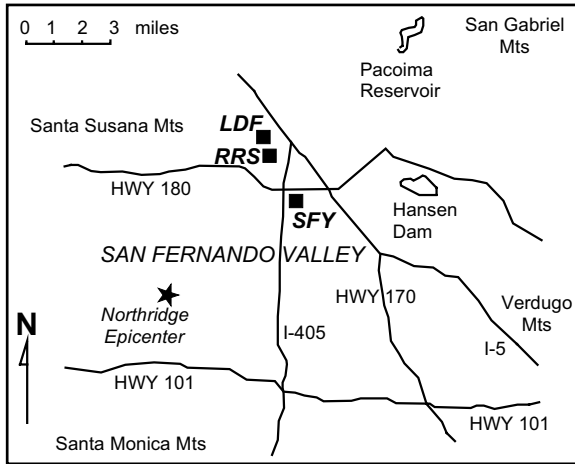 0 1 2 3 miles
San Gabriel
Mts
Pacoima
Reservoir
Santa Susana Mts
LDF
RRS
HWY 180
SFY
Hansen
Dam
SAN FERNANDO VALLEY
Northridge
Epicenter
N
HWY 170
Verdugo
Mts
I-405
I-5
HWY 101
HWY 101
Santa Monica Mts